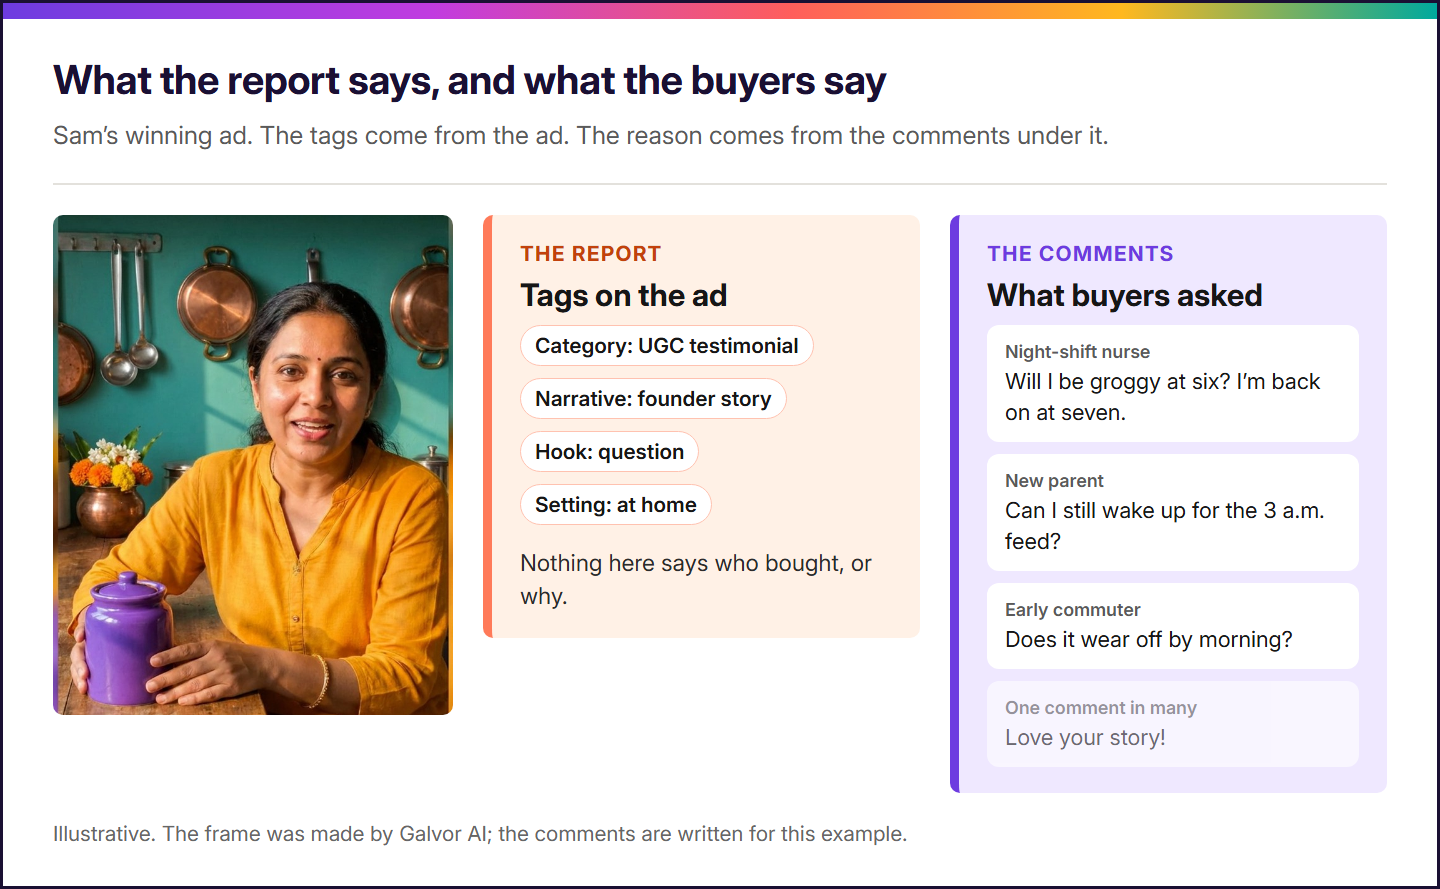 What the report says, and what the buyers say
Sam’s winning ad. The tags come from the ad. The reason comes from the comments under it.
THE REPORT
Tags on the ad
Category: UGC testimonial
Narrative: founder story
Hook: question
Setting: at home
Nothing here says who bought, or
why.
THE COMMENTS
What buyers asked
Night-shift nurse
Will I be groggy at six? I’m back
on at seven.
New parent
Can I still wake up for the 3 a.m.
feed?
Early commuter
Does it wear off by morning?
One comment in many
Love your story!
Illustrative. The frame was made by Galvor AI; the comments are written for this example.